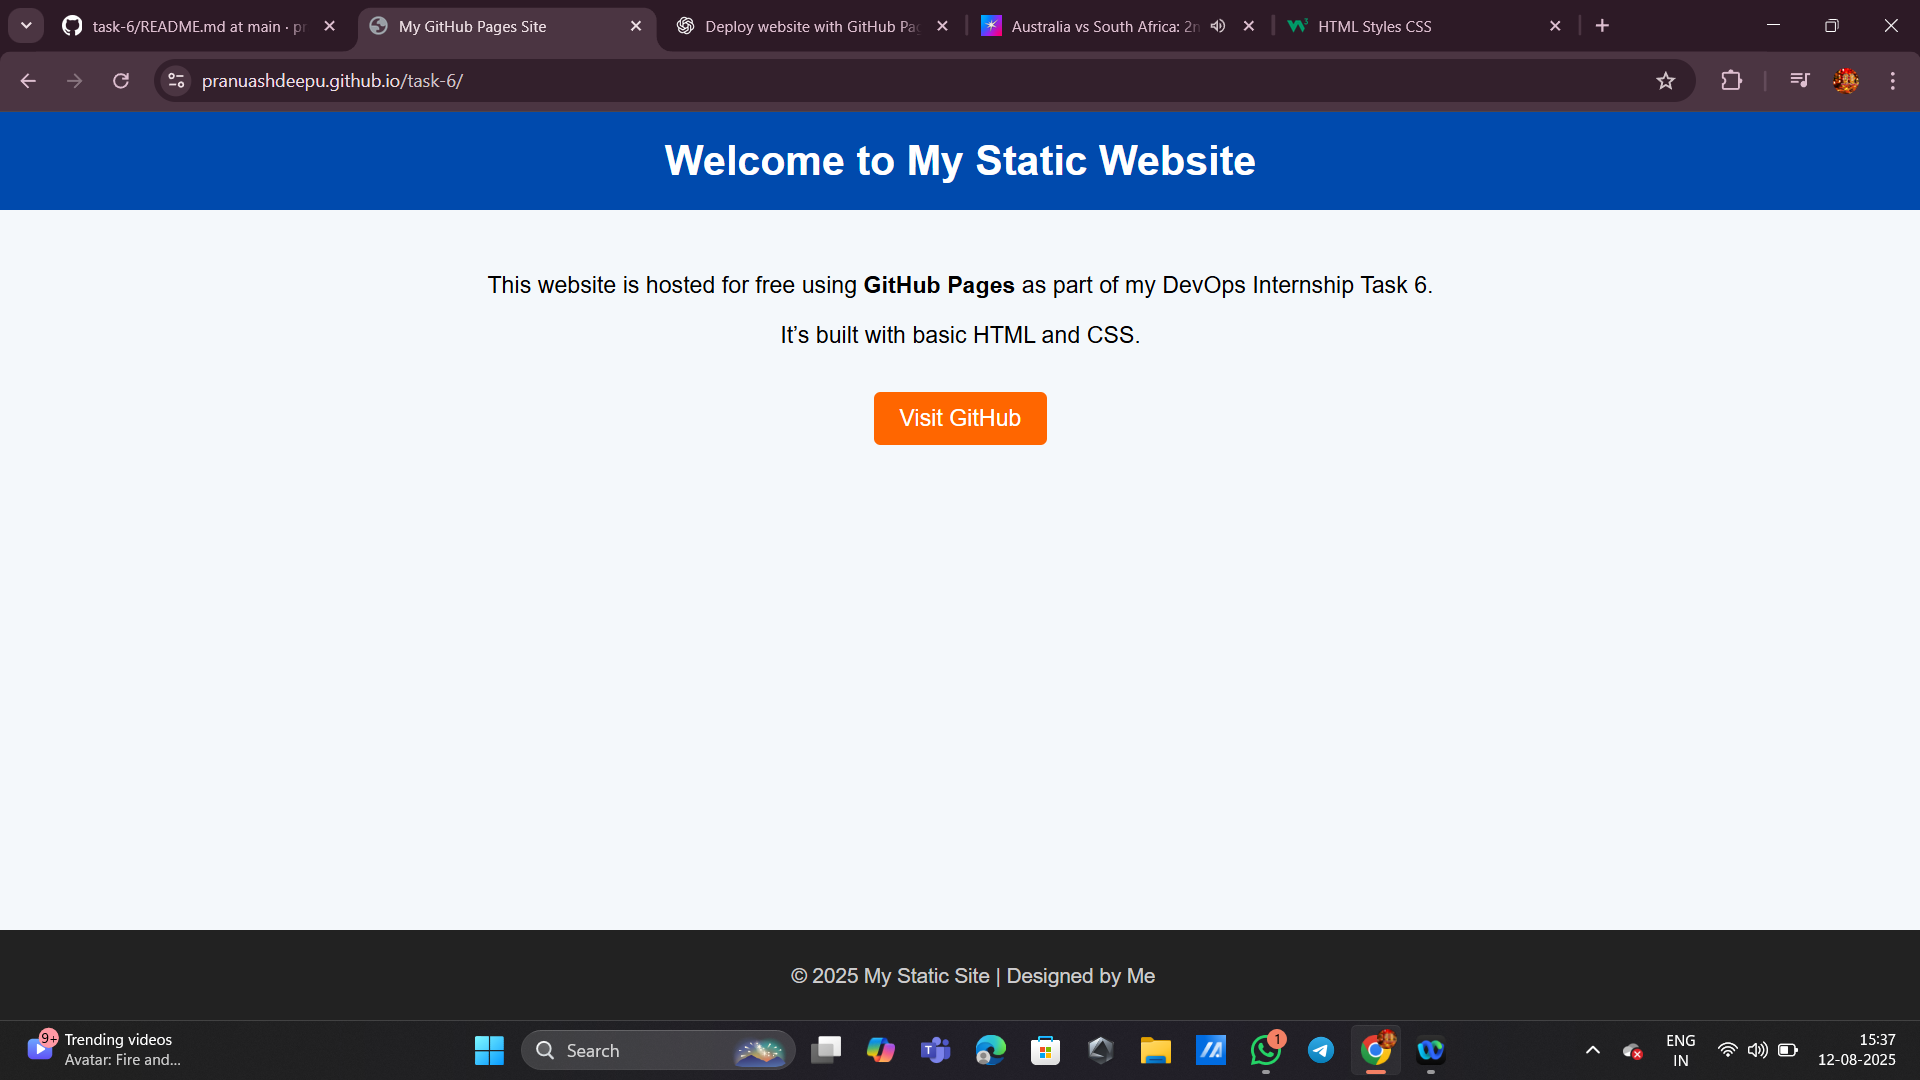 task-6/README.md at main · pr
My GitHub Pages Site
Deploy website with GitHub Pag
Australia vs South Africa: 2n
HTML Styles CSS
pranuashdeepu.github.io/task-6/
Welcome to My Static Website
This website is hosted for free using GitHub Pages as part of my DevOps Internship Task 6.
It’s built with basic HTML and CSS.
Visit GitHub
© 2025 My Static Site | Designed by Me
9+
Trending videos
Avatar: Fire and...
Search
1
ENG
IN
15:37
12-08-2025